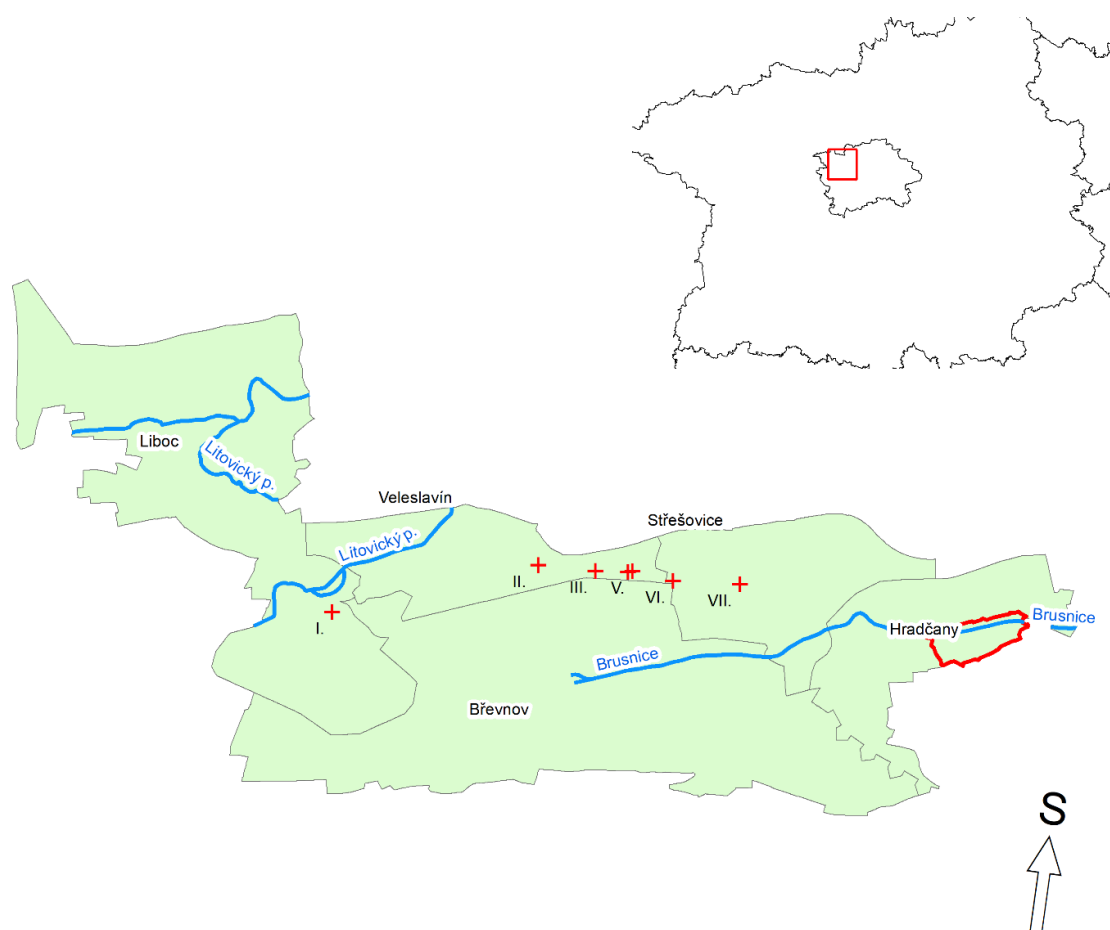 Liboc
Litovický p.
Veleslavín
Střešovice
Litovický p.
II.
III.
V.
VI.
VII.
I.
Hradčany
Brusnice
Brusnice
Břevnov
S